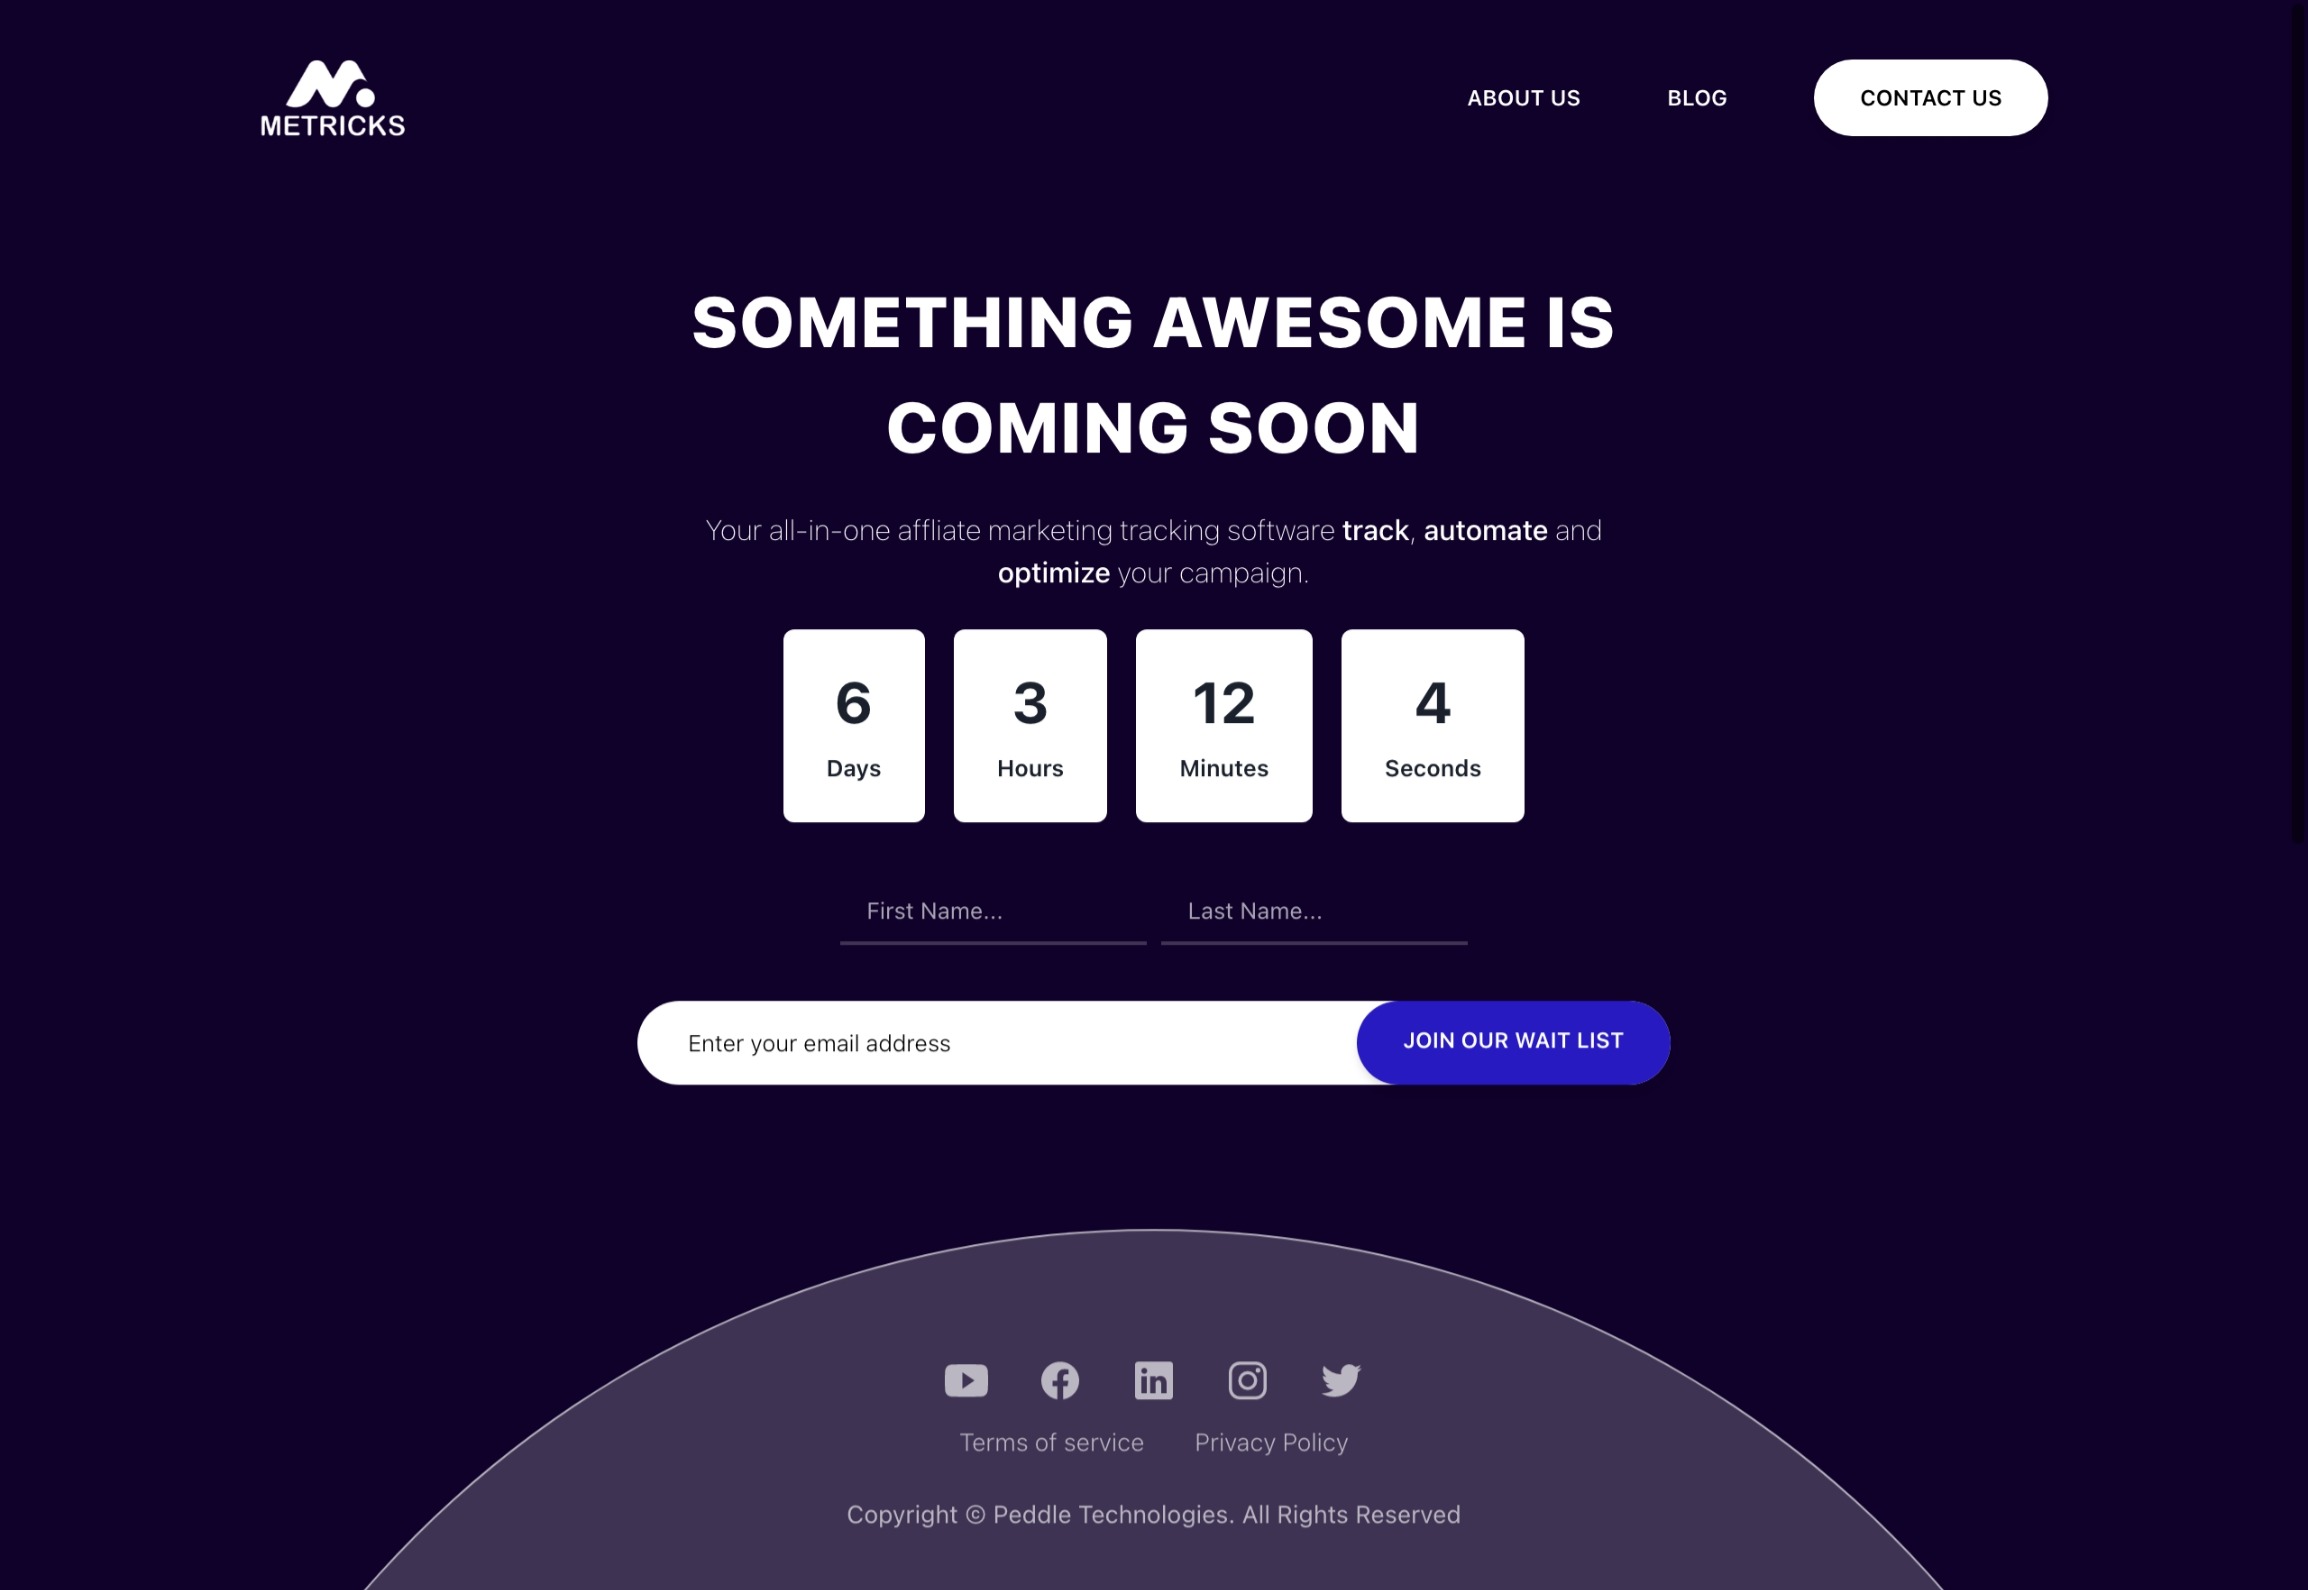 METRICKS
ABOUT US
BLOG
CONTACT US
SOMETHING AWESOME IS
COMING SOON
Your all-in-one affliate marketing tracking software track, automate and
optimize your campaign.
6
Days
3
Hours
12
Minutes
4
Seconds
First Name...
Last Name...
Enter your email address
JOIN OUR WAIT LIST
Terms of service
Privacy Policy
Copyright © Peddle Technologies. All Rights Reserved